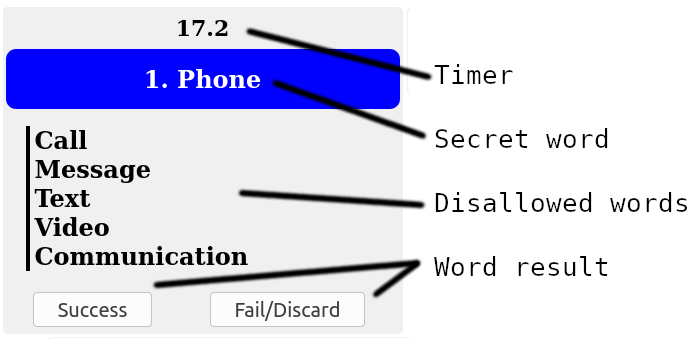 17.2
Timer
1. Phone
Secret word
Call
Message
Text
Disallowed words
Video
Communication
Word result
Success
Fail/Discard